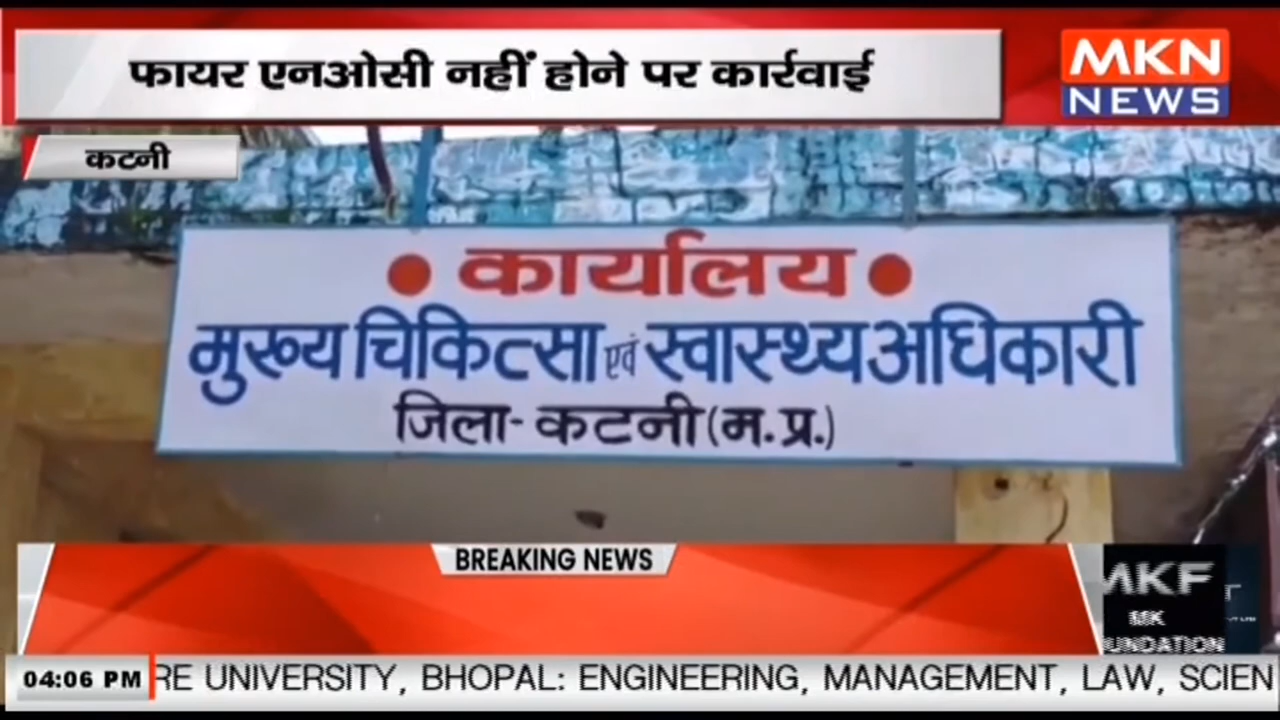 फायर एनओसी नहीं होने पर कार्रवाई
MKN
NEWS
कटनी
कार्यालय
मुख्य चिकित्सा एवं स्वास्थ्य अधिकारी
जिला- कटनी (म.प्र.)
BREAKING NEWS
MKF
MK
UNDATION
04:06 PM
RE UNIVERSITY, BHOPAL: ENGINEERING, MANAGEMENT, LAW, SCIEN